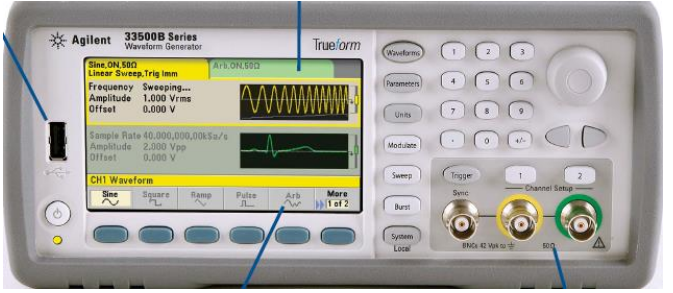 Agilent 33500B Series
Waveform Generator
Trueform
Sine,ON,50Ω
Linear Sweep,Trig Imm
Arb,ON,50Ω
Frequency Sweeping...
Amplitude 1.000 Vrms
Offset 0.000 V
Sample Rate 40.000,000,00kSa/s
Amplitude 2.000 Vpp
Offset 0.000 V
CH1 Waveform
Sine Square Ramp Pulse Arb More
1 of 2
Waveforms 1 2 3
Parameters 4 5 6
Units 7 8 9
Modulate . 0 +/-
Sweep Trigger 1 2
Channel Setup
Burst Sync
System
Local
BNCs 42 Vpk to 50Ω